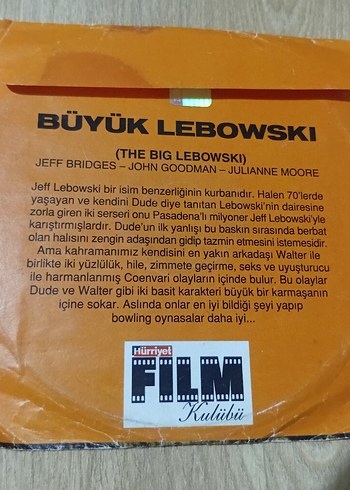 BÜYÜK LEBOWSKI
(THE BIG LEBOWSKI)
JEFF BRIDGES – JOHN GOODMAN – JULIANNE MOORE
Jeff Lebowski bir isim benzerliğinin kurbanıdır. Halen 70'lerde
yaşayan ve kendini Dude diye tanıtan Lebowski'nin dairesine
zorla giren iki serseri onu Pasadena'lı milyoner Jeff Lebowski'yle
karıştırmışlardır. Dude'un ilk yanlışı bu baskın sırasında berbat
olan halısını zengin adaşından gidip tazmin etmesini istemesidir.
Ama kahramanımız kendisini en yakın arkadaşı Walter ile
birlikte iki yüzlülük, hile, zimmete geçirme, seks ve uyuşturucu
ile harmanlanmış Coenvari olayların içinde bulur. Bu olaylar
Dude ve Walter gibi iki basit karakteri büyük bir karmaşanın
içine sokar. Aslında onlar en iyi bildiği şeyi yapıp
bowling oynasalar daha iyi...
Hürriyet
FILM
Kulübü